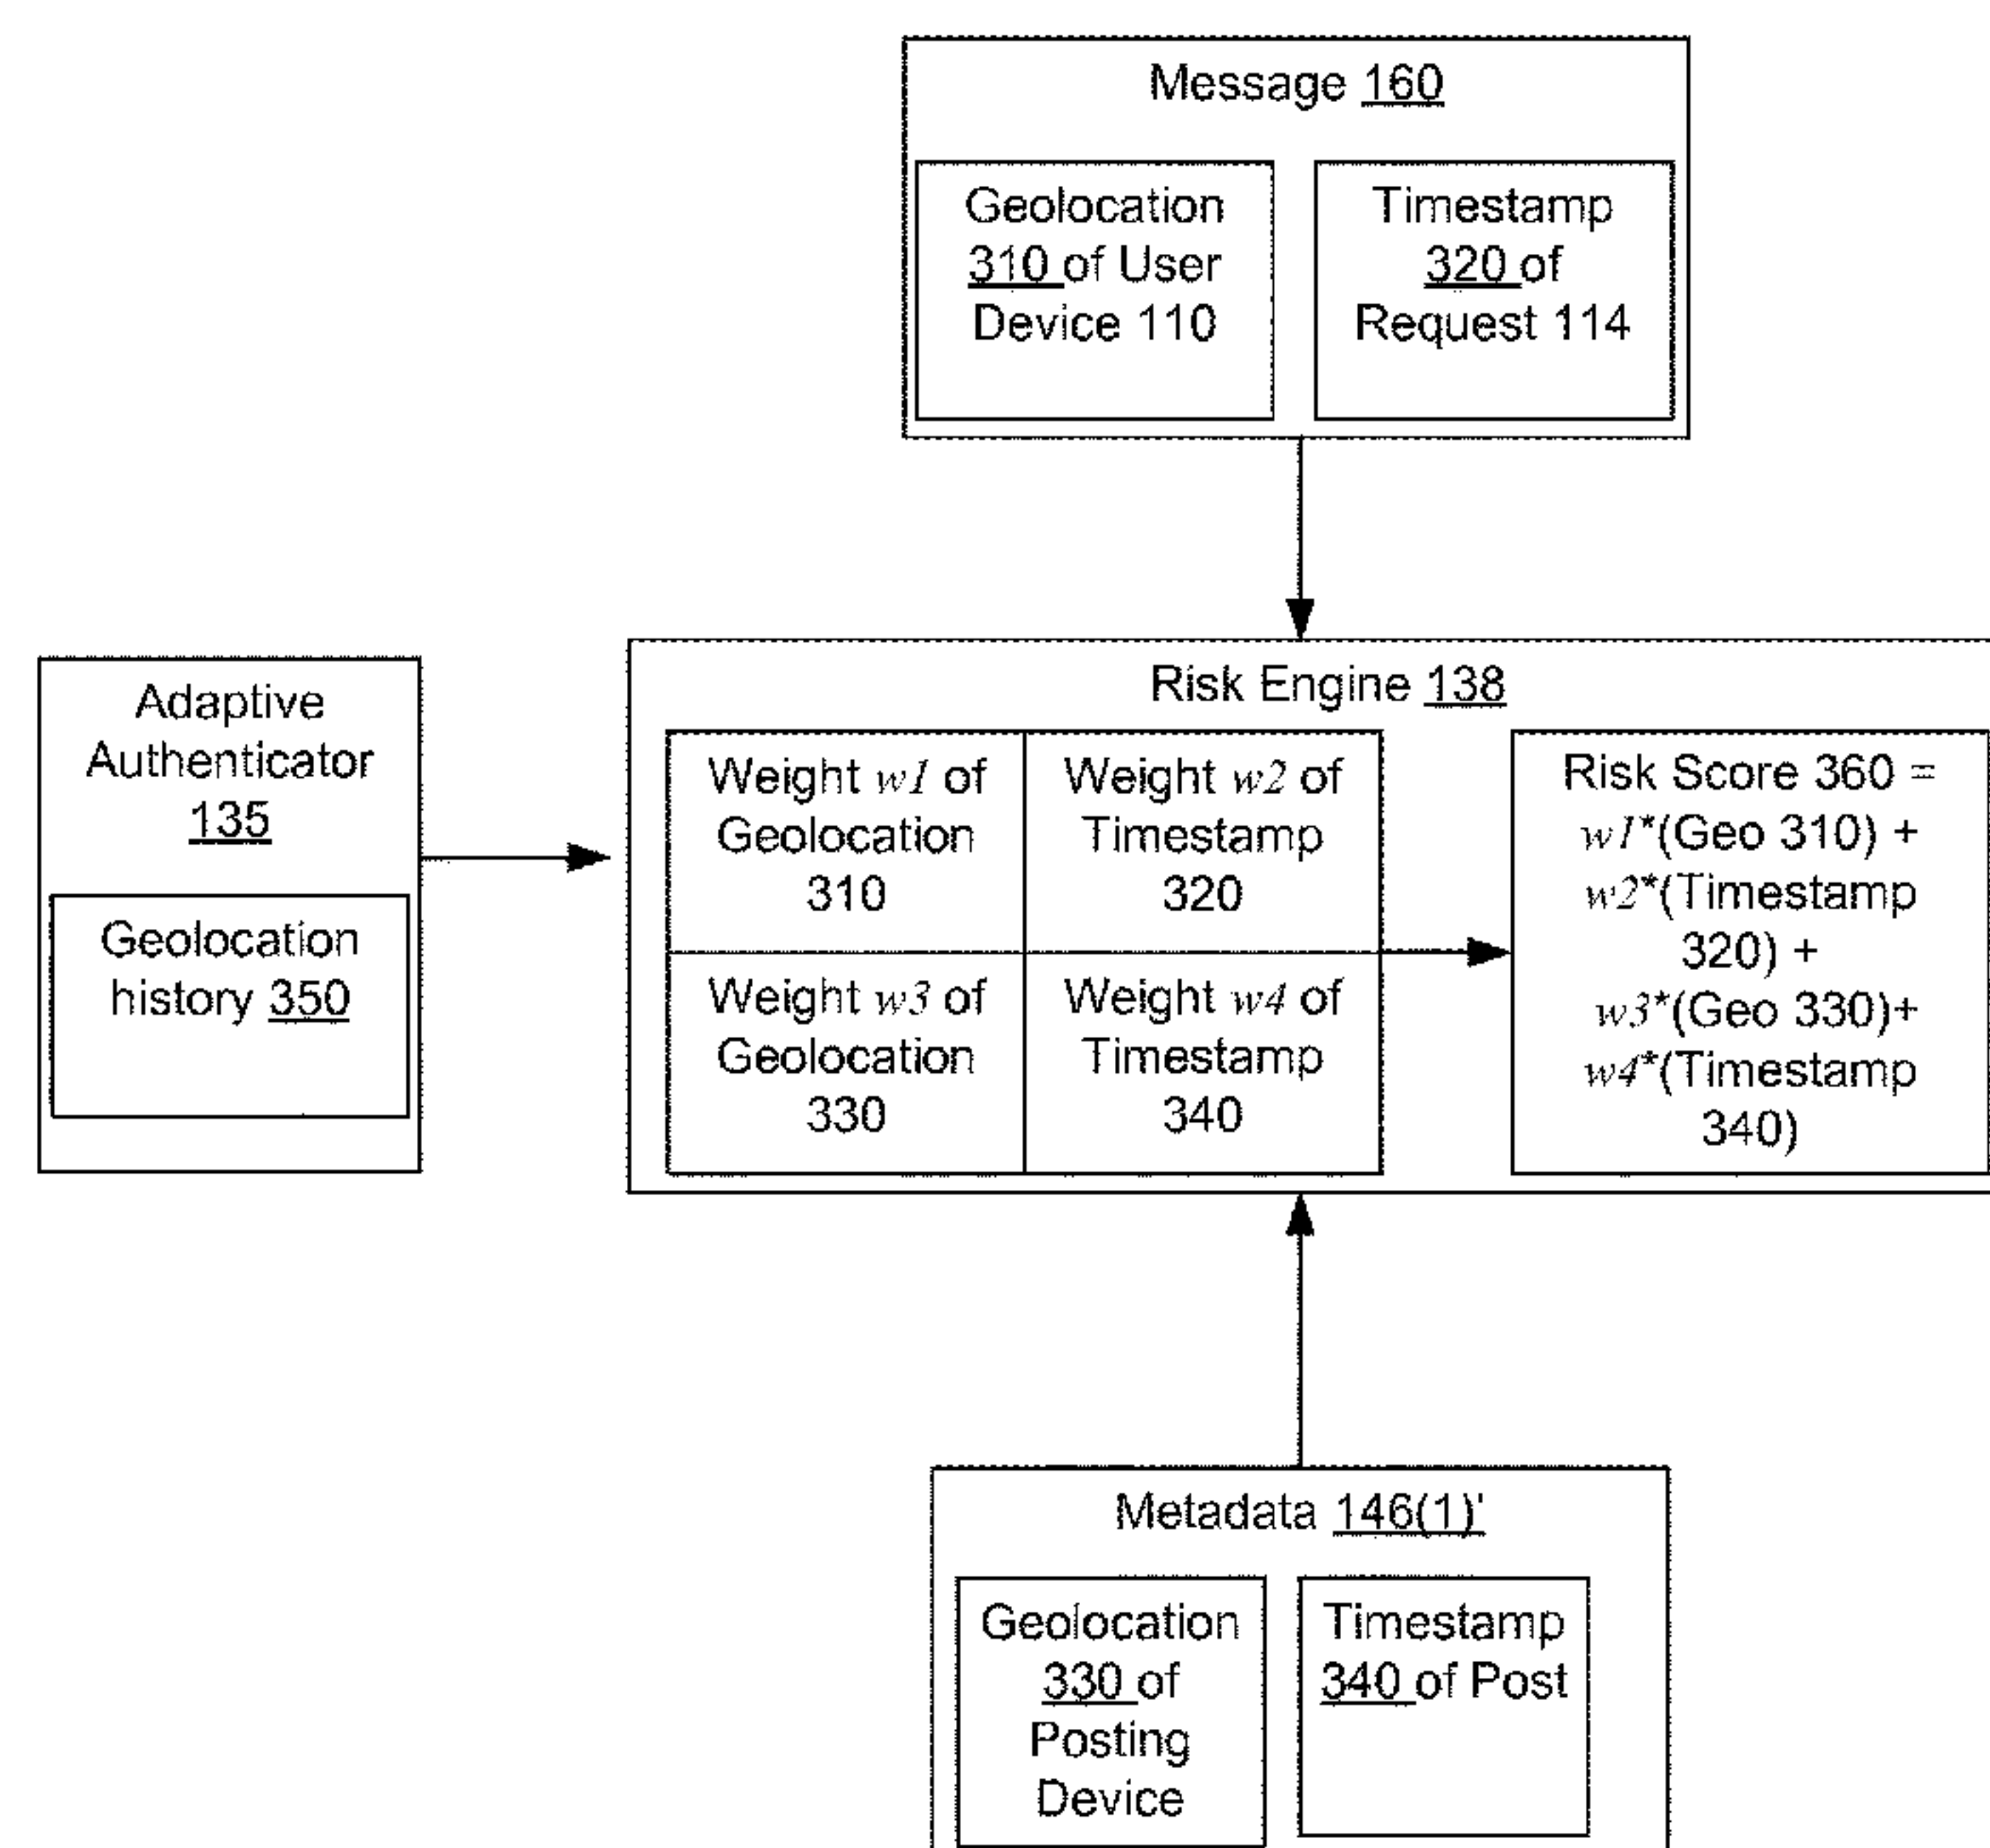 Message 160
Geolocation
310 of User
Device 110
Timestamp
320 of
Request 114
Adaptive
Authenticator
135
Geolocation
history 350
Risk Engine 138
Weight w1 of
Geolocation
310
Weight w2 of
Timestamp
320
Weight w3 of
Geolocation
330
Weight w4 of
Timestamp
340
Risk Score 360 =
w1*(Geo 310) +
w2*(Timestamp
320) +
w3*(Geo 330)+
w4*(Timestamp
340)
Metadata 146(1)'
Geolocation
330 of
Posting
Device
Timestamp
340 of Post